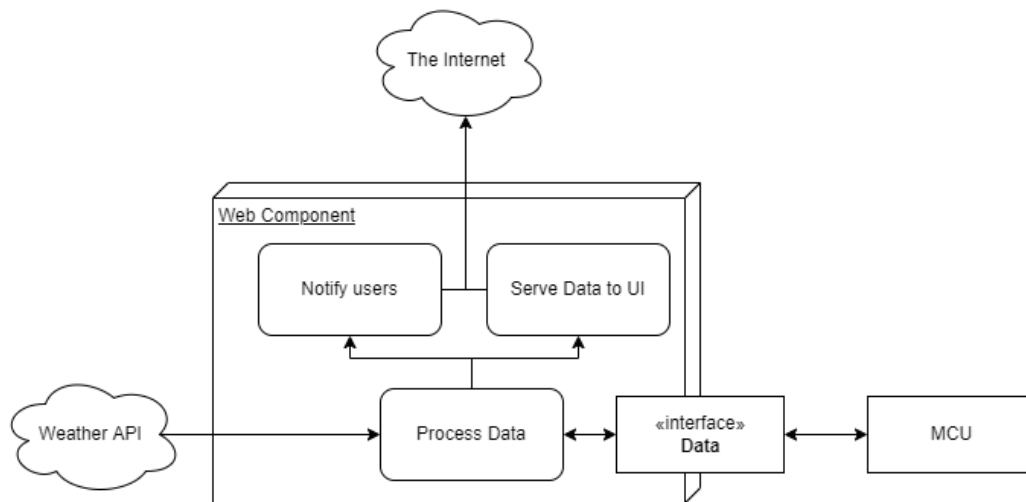 The Internet
Web Component
Notify users
Serve Data to UI
Weather API
Process Data
«interface»
Data
MCU